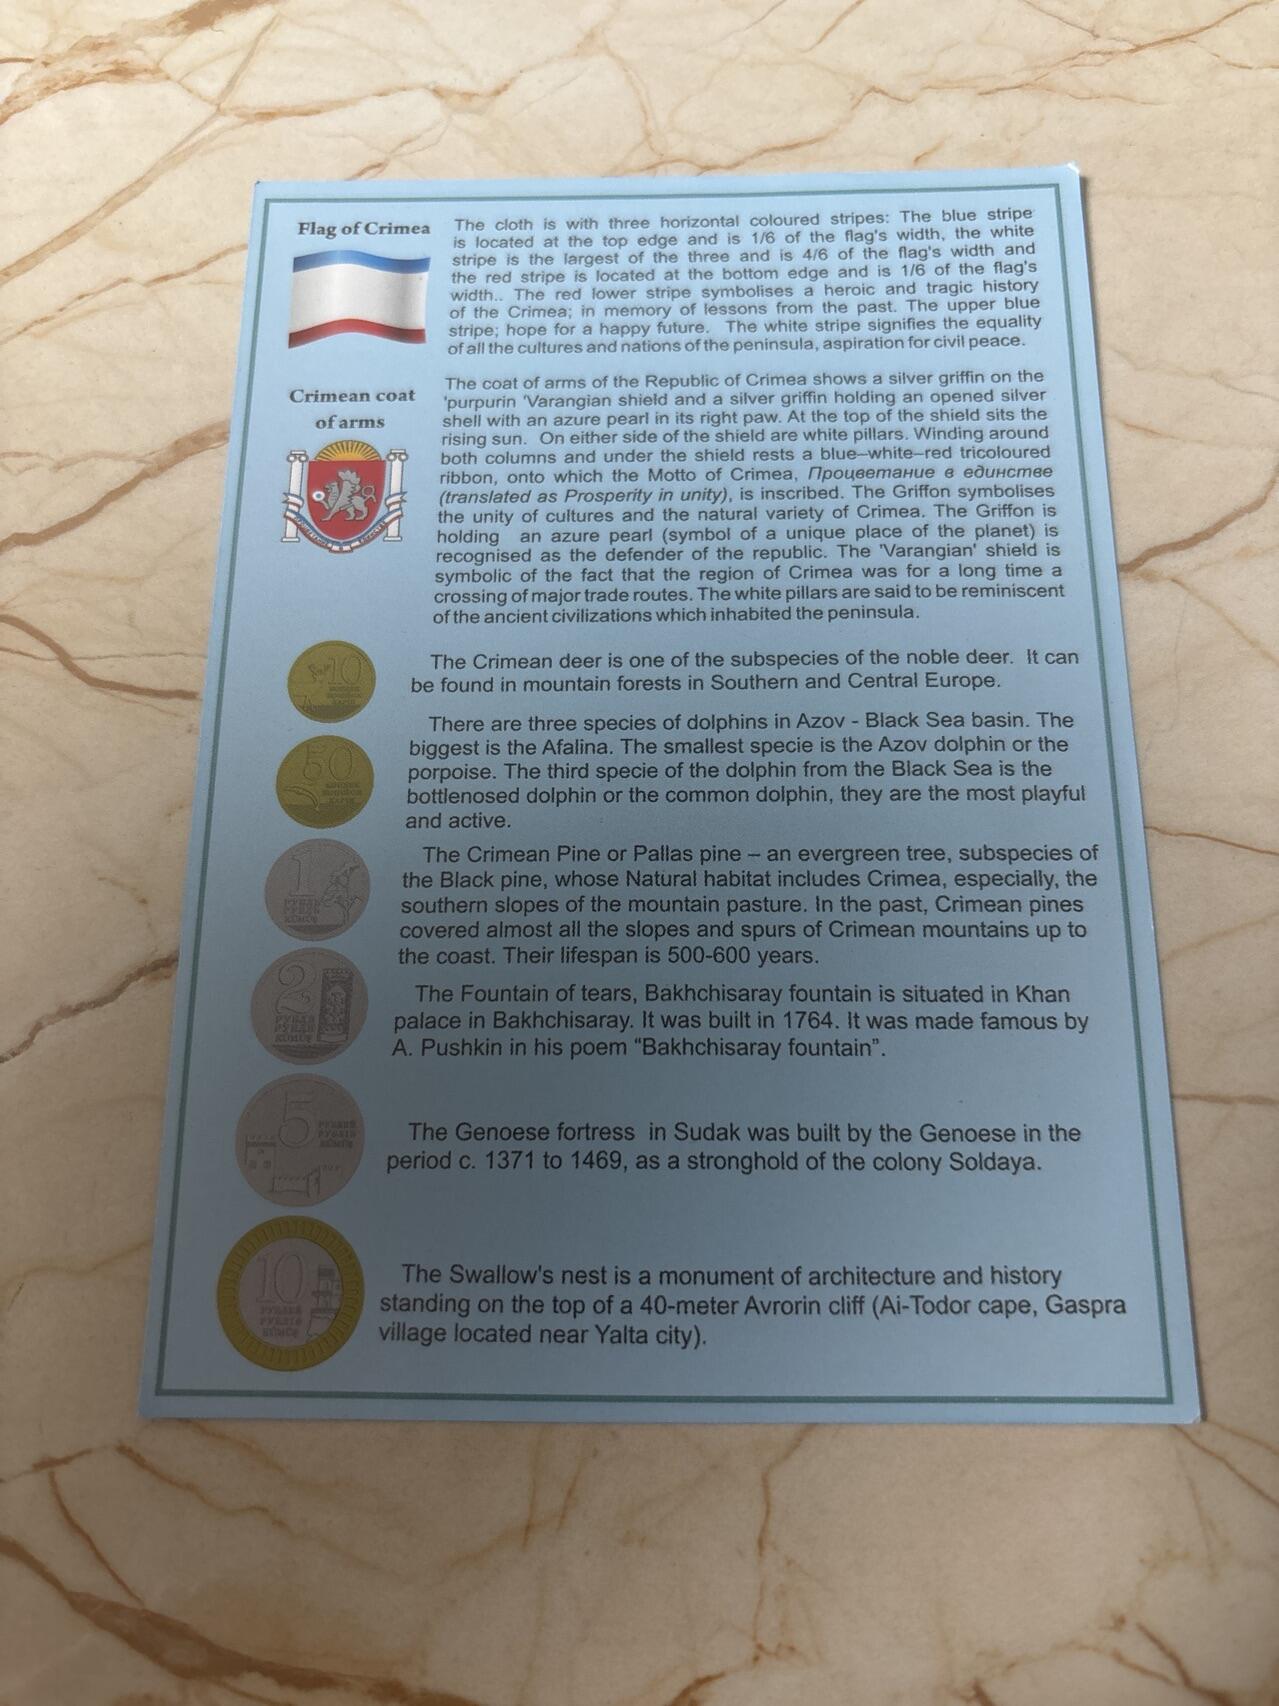 Flag of Crimea
The cloth is with three horizontal coloured stripes: The blue stripe
is located at the top edge and is 1/6 of the flag's width, the white
stripe is the largest of the three and is 4/6 of the flag's width and
the red stripe is located at the bottom edge and is 1/6 of the flag's
width.. The red lower stripe symbolises a heroic and tragic history
of the Crimea; in memory of lessons from the past. The upper blue
stripe; hope for a happy future. The white stripe signifies the equality
of all the cultures and nations of the peninsula, aspiration for civil peace.
Crimean coat
of arms
The coat of arms of the Republic of Crimea shows a silver griffin on the
'purpurin 'Varangian shield and a silver griffin holding an opened silver
shell with an azure pearl in its right paw. At the top of the shield sits the
rising sun. On either side of the shield are white pillars. Winding around
both columns and under the shield rests a blue–white–red tricoloured
ribbon, onto which the Motto of Crimea, Процветание в единстве
(translated as Prosperity in unity), is inscribed. The Griffon symbolises
the unity of cultures and the natural variety of Crimea. The Griffon is
holding an azure pearl (symbol of a unique place of the planet) is
recognised as the defender of the republic. The 'Varangian' shield is
symbolic of the fact that the region of Crimea was for a long time a
crossing of major trade routes. The white pillars are said to be reminiscent
of the ancient civilizations which inhabited the peninsula.
10
The Crimean deer is one of the subspecies of the noble deer. It can
be found in mountain forests in Southern and Central Europe.
50
There are three species of dolphins in Azov - Black Sea basin. The
biggest is the Afalina. The smallest specie is the Azov dolphin or the
porpoise. The third specie of the dolphin from the Black Sea is the
bottlenosed dolphin or the common dolphin, they are the most playful
and active.
1
РУБЛЬ
РУБЛЬ
KÜMÜŞ
The Crimean Pine or Pallas pine – an evergreen tree, subspecies of
the Black pine, whose Natural habitat includes Crimea, especially, the
southern slopes of the mountain pasture. In the past, Crimean pines
covered almost all the slopes and spurs of Crimean mountains up to
the coast. Their lifespan is 500-600 years.
2
РУБЛЯ
РУБЛІ
KÜMÜŞ
The Fountain of tears, Bakhchisaray fountain is situated in Khan
palace in Bakhchisaray. It was built in 1764. It was made famous by
A. Pushkin in his poem “Bakhchisaray fountain”.
5
РУБЛЕЙ
РУБЛІВ
KÜMÜŞ
The Genoese fortress in Sudak was built by the Genoese in the
period c. 1371 to 1469, as a stronghold of the colony Soldaya.
10
РУБЛЕЙ
РУБЛІВ
KÜMÜŞ
The Swallow's nest is a monument of architecture and history
standing on the top of a 40-meter Avrorin cliff (Ai-Todor cape, Gaspra
village located near Yalta city).